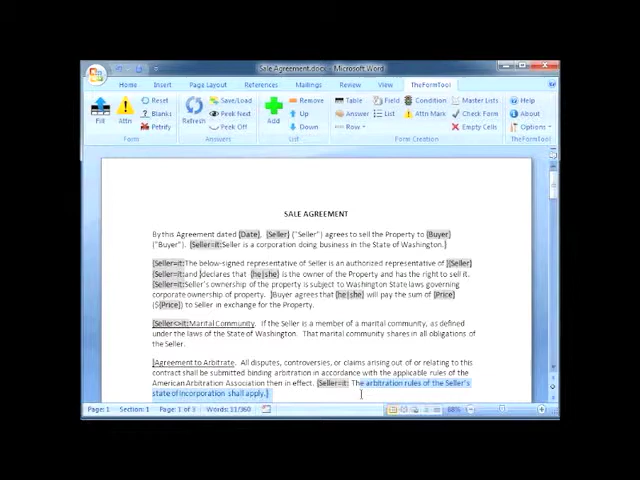 Sale Agreement.docx - Microsoft Word
Home Insert Page Layout References Mailings Review View TheFormTool
Fill Attn Reset Blanks Petrify Form
Refresh Save/Load Peek Next Peek Off Answers
Add Remove Up Down List
Table Answer Row Field List Condition Attn Mark Master Lists Check Form Empty Cells Form Creation
Help About Options TheFormTool
SALE AGREEMENT
By this Agreement dated {Date}, {Seller} ("Seller") agrees to sell the Property to {Buyer}
("Buyer"). {Seller=it:Seller is a corporation doing business in the State of Washington.}
{Seller=it:The below-signed representative of Seller is an authorized representative of {Seller}
{Seller=it:and }declares that {he|she} is the owner of the Property and has the right to sell it.
{Seller=it:Seller's ownership of the property is subject to Washington State laws governing
corporate ownership of property. }Buyer agrees that {he|she} will pay the sum of {Price}
(${Price}) to Seller in exchange for the Property.
{Seller<>it:Marital Community. If the Seller is a member of a marital community, as defined
under the laws of the State of Washington. That marital community shares in all obligations of
the Seller.
}Agreement to Arbitrate. All disputes, controversies, or claims arising out of or relating to this
contract shall be submitted binding arbitration in accordance with the applicable rules of the
American Arbitration Association then in effect. {Seller=it: The arbitration rules of the Seller's
state of incorporation shall apply.}
Page: 1 Section: 1 Page: 1 of 3 Words: 11/360 88%